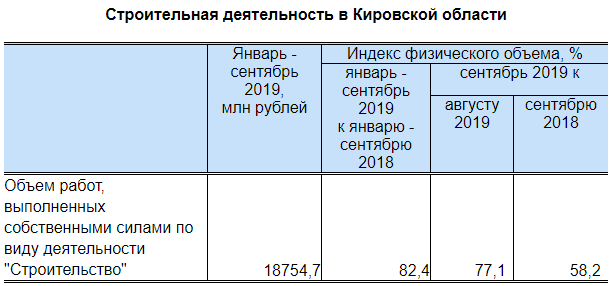 Строительная деятельность в Кировской области
Январь -
сентябрь
2019,
млн рублей
Индекс физического объема, %
январь -
сентябрь
2019
к январю -
сентябрю
2018
сентябрь 2019 к
августу
2019
сентябрю
2018
Объем работ,
выполненных
собственными силами по
виду деятельности
"Строительство"
18754,7
82,4
77,1
58,2